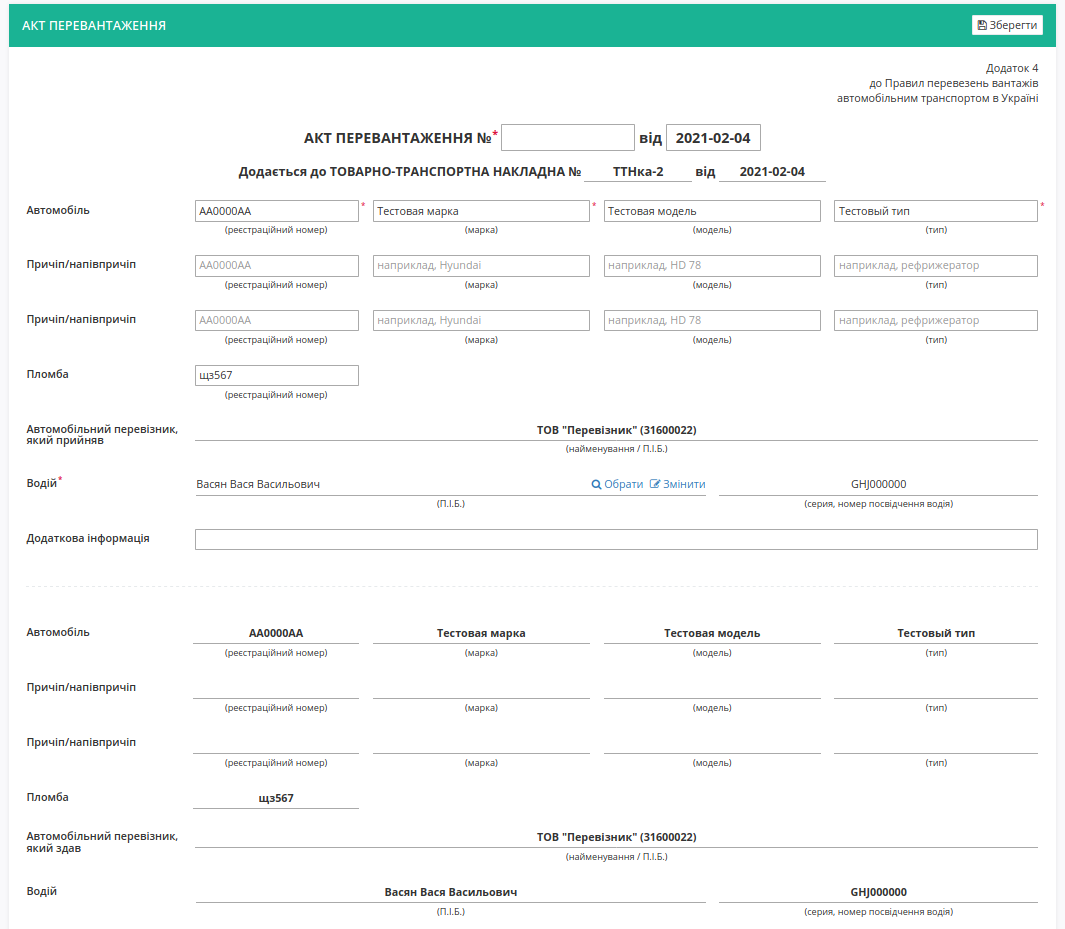 АКТ ПЕРЕВАНТАЖЕННЯ Зберегти
Додаток 4
до Правил перевезень вантажів
автомобільним транспортом в Україні
АКТ ПЕРЕВАНТАЖЕННЯ №* від 2021-02-04
Додається до ТОВАРНО-ТРАНСПОРТНА НАКЛАДНА № ТТНка-2 від 2021-02-04
Автомобіль AA0000AA * Тестовая марка * Тестовая модель Тестовый тип *
(реєстраційний номер) (марка) (модель) (тип)
Причіп/напівпричіп AA0000AA наприклад, Hyundai наприклад, HD 78 наприклад, рефрижератор
(реєстраційний номер) (марка) (модель) (тип)
Причіп/напівпричіп AA0000AA наприклад, Hyundai наприклад, HD 78 наприклад, рефрижератор
(реєстраційний номер) (марка) (модель) (тип)
Пломба щз567
(реєстраційний номер)
Автомобільний перевізник,
який прийняв
ТОВ "Перевізник" (31600022)
(найменування / П.І.Б.)
Водій* Васян Вася Васильович Обрати Змінити GHJ000000
(П.І.Б.) (серия, номер посвідчення водія)
Додаткова інформація
Автомобіль AA0000AA Тестовая марка Тестовая модель Тестовый тип
(реєстраційний номер) (марка) (модель) (тип)
Причіп/напівпричіп
(реєстраційний номер) (марка) (модель) (тип)
Причіп/напівпричіп
(реєстраційний номер) (марка) (модель) (тип)
Пломба щз567
Автомобільний перевізник,
який здав
ТОВ "Перевізник" (31600022)
(найменування / П.І.Б.)
Водій Васян Вася Васильович GHJ000000
(П.І.Б.) (серия, номер посвідчення водія)